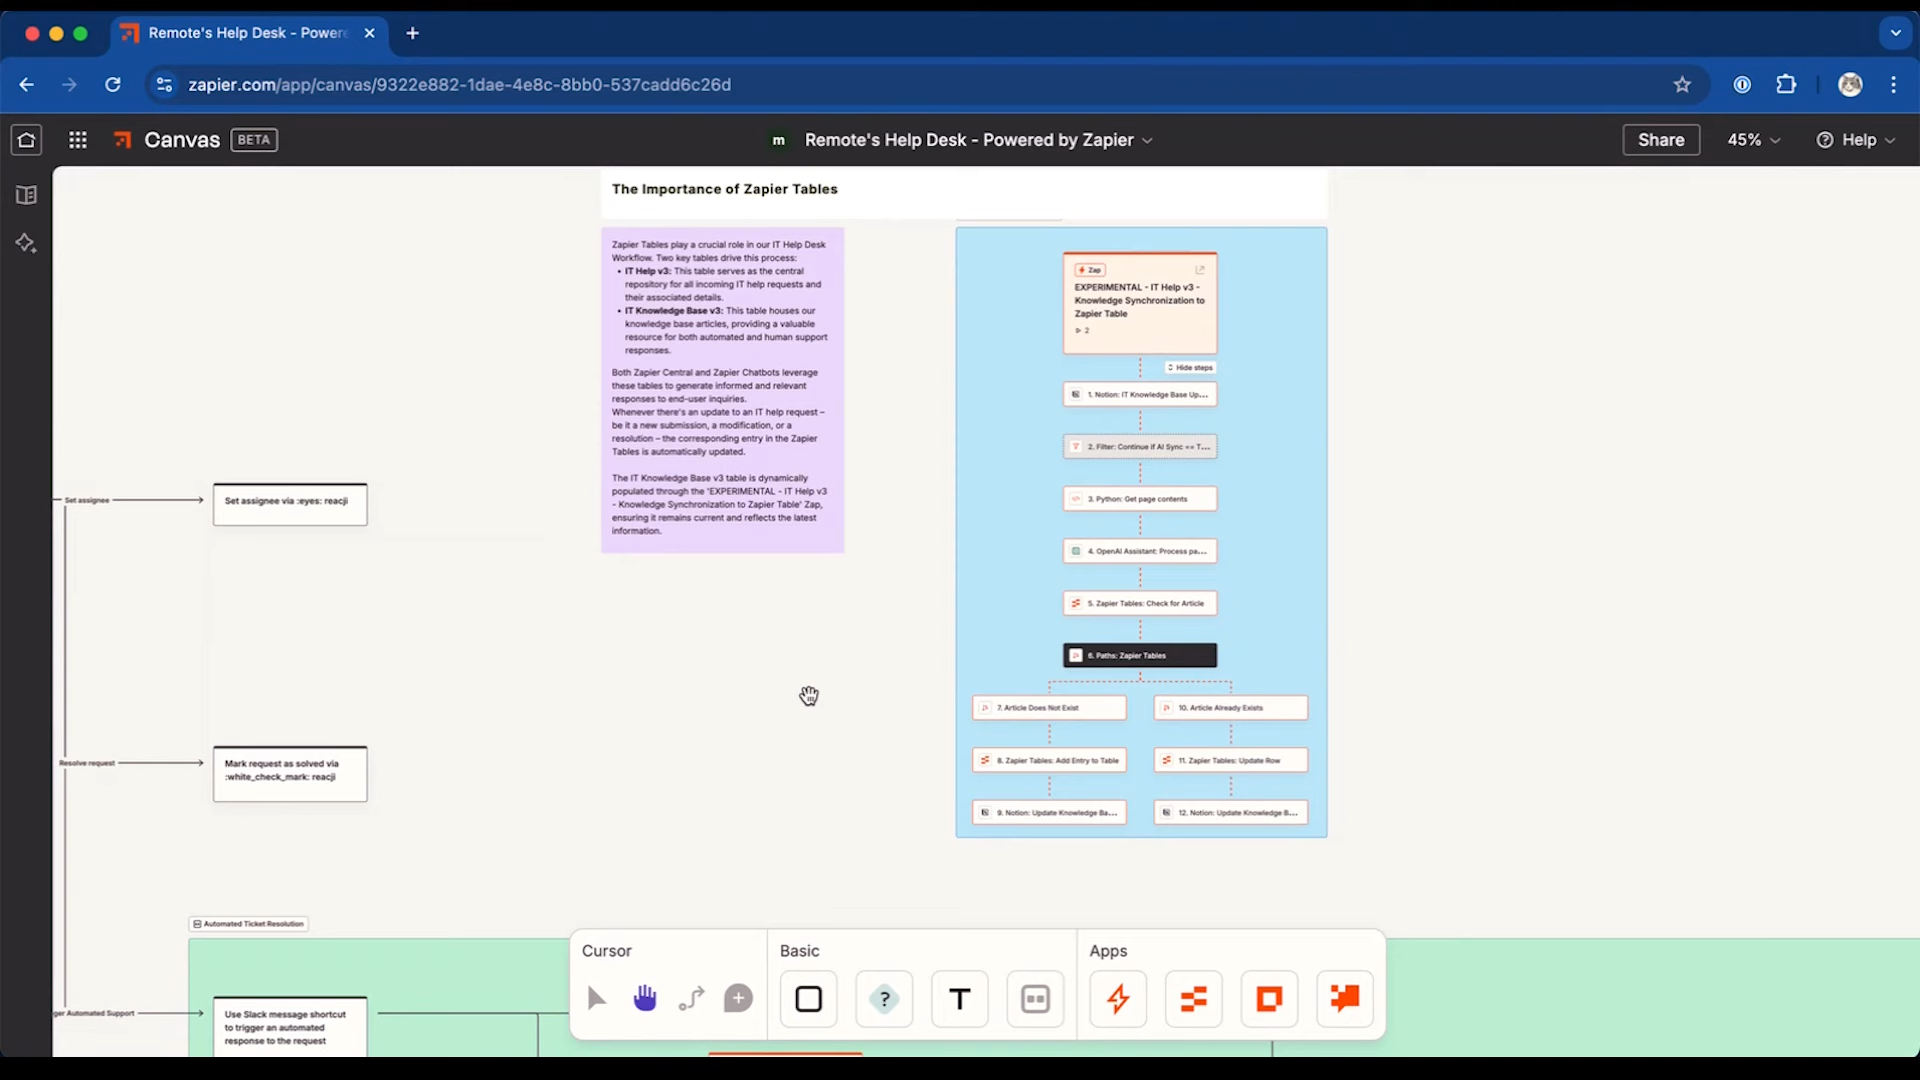 Remote's Help Desk - Power
zapier.com/app/canvas/9322e882-1dae-4e8c-8bb0-537cadd6c26d
Canvas BETA
m Remote's Help Desk - Powered by Zapier
Share 45% Help
The Importance of Zapier Tables
Zapier Tables play a crucial role in our IT Help Desk
Workflow. Two key tables drive this process:
• IT Help v3: This table serves as the central
repository for all incoming IT help requests and
their associated details.
• IT Knowledge Base v3: This table houses our
knowledge base articles, providing a valuable
resource for both automated and human support
responses.
Both Zapier Central and Zapier Chatbots leverage
these tables to generate informed and relevant
responses to end-user inquiries.
Whenever there's an update to an IT help request –
be it a new submission, a modification, or a
resolution – the corresponding entry in the Zapier
Tables is automatically updated.
The IT Knowledge Base v3 table is dynamically
populated through the 'EXPERIMENTAL - IT Help v3
- Knowledge Synchronization to Zapier Table' Zap,
ensuring it remains current and reflects the latest
information.
Zap
EXPERIMENTAL - IT Help v3 -
Knowledge Synchronization to
Zapier Table
2
Hide steps
1. Notion: IT Knowledge Base Up...
2. Filter: Continue if AI Sync == T...
3. Python: Get page contents
4. OpenAI Assistant: Process pa...
5. Zapier Tables: Check for Article
6. Paths: Zapier Tables
7. Article Does Not Exist
10. Article Already Exists
8. Zapier Tables: Add Entry to Table
11. Zapier Tables: Update Row
9. Notion: Update Knowledge Ba...
12. Notion: Update Knowledge B...
Set assignee
Set assignee via :eyes: reacji
Resolve request
Mark request as solved via
:white_check_mark: reacji
Automated Ticket Resolution
ger Automated Support
Use Slack message shortcut
to trigger an automated
response to the request
Cursor
Basic
Apps
? T